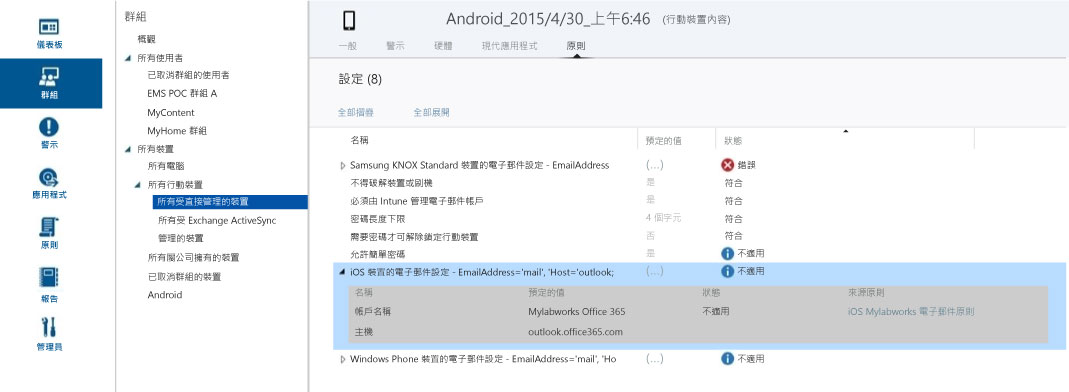 儀表板
群組
警示
應用程式
原則
報告
管理員
群組
概觀
所有使用者
已取消群組的使用者
EMS POC 群組 A
MyContent
MyHome 群組
所有裝置
所有電腦
所有行動裝置
所有受直接管理的裝置
所有受 Exchange ActiveSync
管理的裝置
所有關公司擁有的裝置
已取消群組的裝置
Android
Android_2015/4/30_上午6:46 (行動裝置內容)
一般 警示 硬體 現代應用程式 原則
設定 (8)
全部摺疊 全部展開
名稱 預定的值 狀態
Samsung KNOX Standard 裝置的電子郵件設定 - EmailAddress (...) 錯誤
不得破解裝置或刷機 是 符合
必須由 Intune 管理電子郵件帳戶 是 符合
密碼長度下限 4 個字元 符合
需要密碼才可解除鎖定行動裝置 否 符合
允許簡單密碼 是 不適用
iOS 裝置的電子郵件設定 - EmailAddress='mail', 'Host='outlook; (...) 不適用
名稱 預定的值 狀態 來源原則
帳戶名稱 Mylabworks Office 365 不適用 iOS Mylabworks 電子郵件原則
主機 outlook.office365.com
Windows Phone 裝置的電子郵件設定 - EmailAddress='mail', 'Ho (...) 不適用